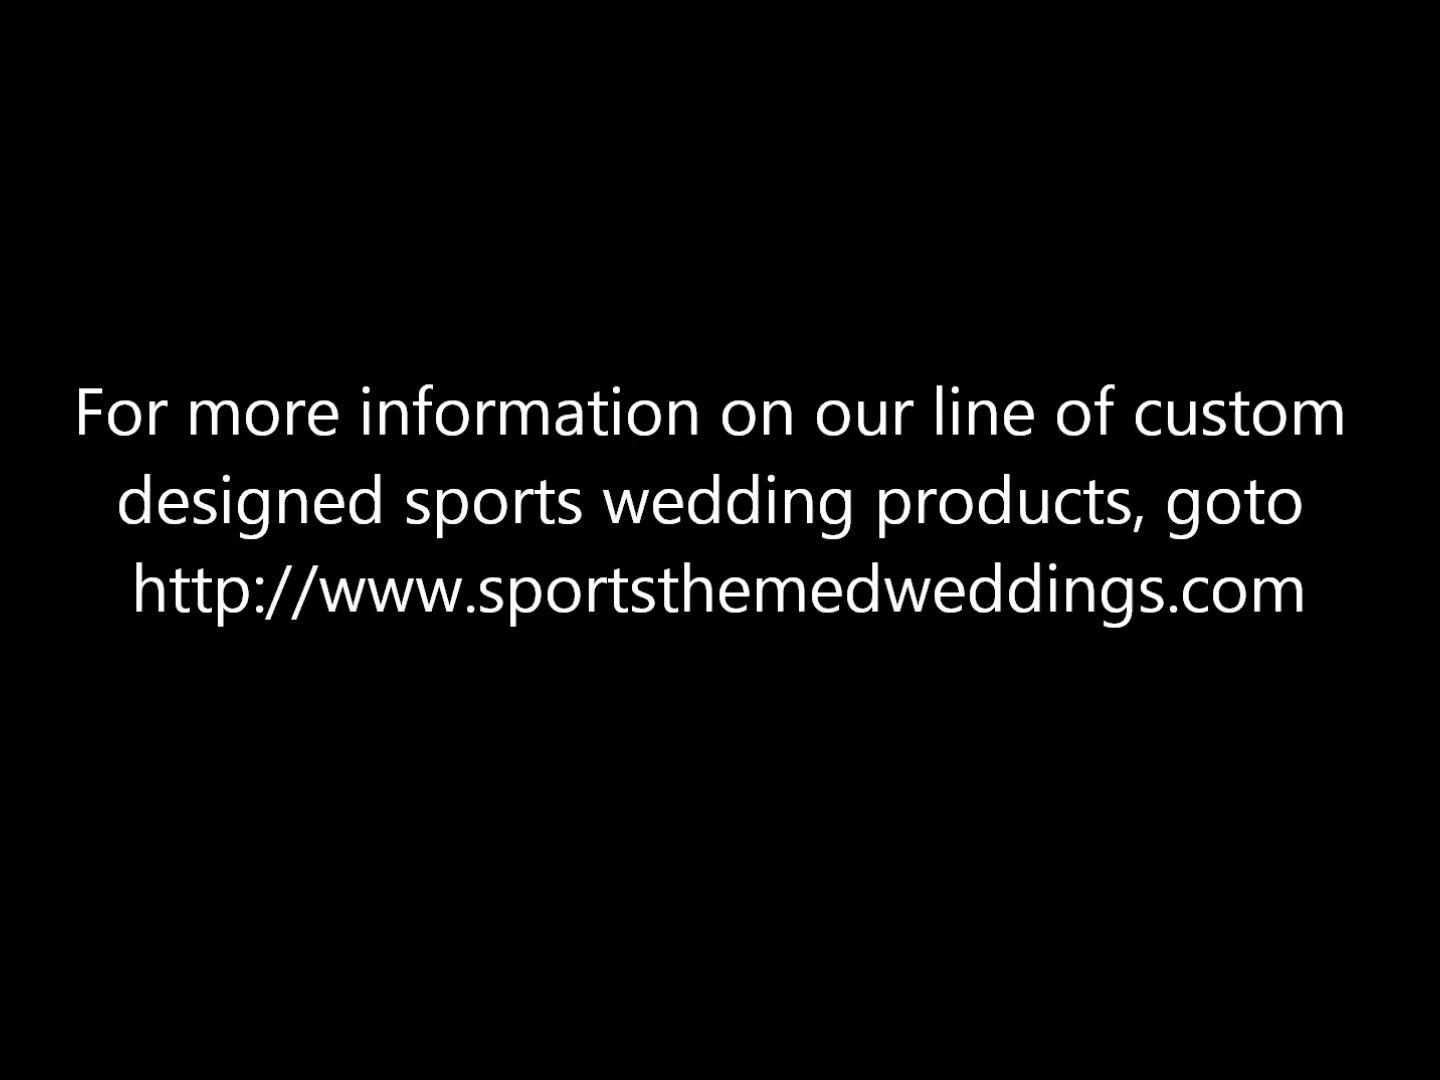 For more information on our line of custom
designed sports wedding products, goto
http://www.sportsthemedweddings.com